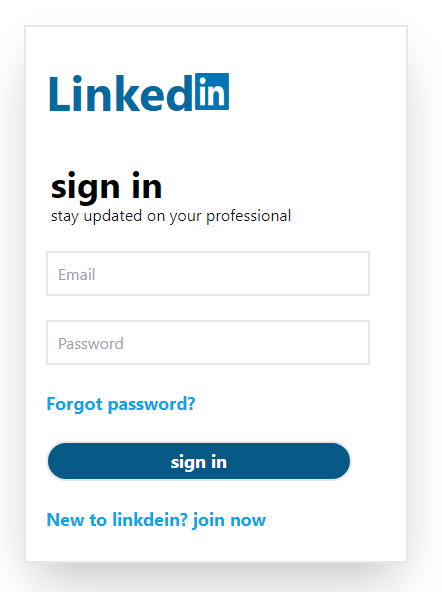 Linkedin
sign in
stay updated on your professional
Email
Password
Forgot password?
sign in
New to linkdein? join now